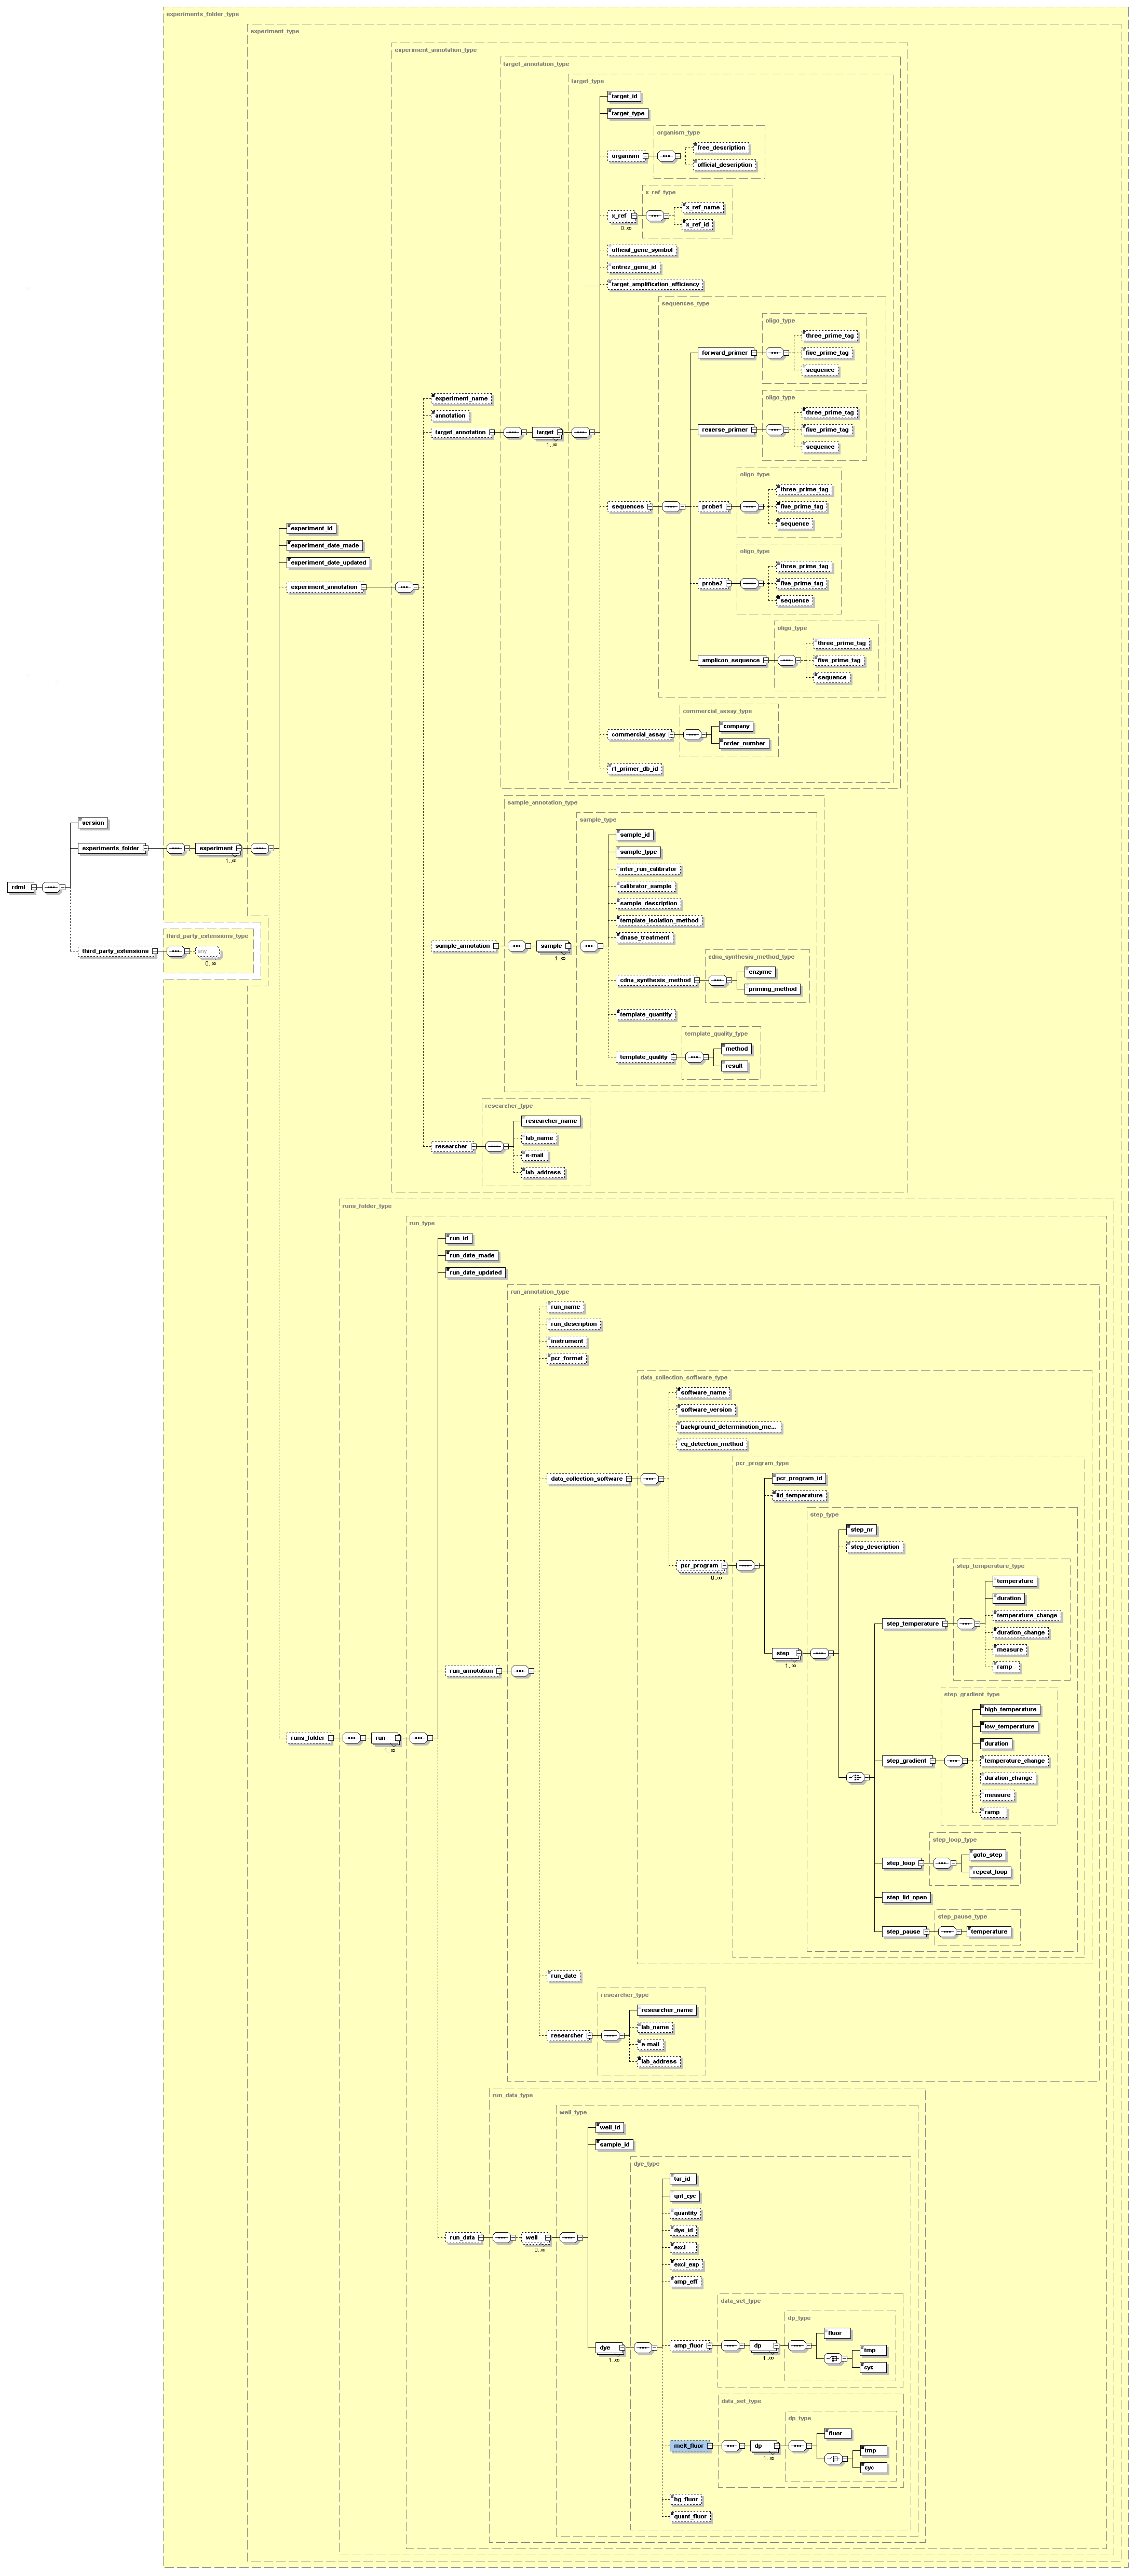 experiments_folder_type
experiment_type
experiment_annotation_type
target_annotation_type
target_type
target_id
target_type
organism_type
organism
free_description
official_description
x_ref_type
x_ref
0..∞
x_ref_name
x_ref_id
official_gene_symbol
entrez_gene_id
target_amplification_efficiency
sequences_type
oligo_type
forward_primer
three_prime_tag
five_prime_tag
sequence
oligo_type
reverse_primer
three_prime_tag
five_prime_tag
sequence
experiment_name
annotation
target_annotation
target
1..∞
sequences
oligo_type
probe1
three_prime_tag
five_prime_tag
sequence
oligo_type
probe2
three_prime_tag
five_prime_tag
sequence
oligo_type
amplicon_sequence
three_prime_tag
five_prime_tag
sequence
experiment_id
experiment_date_made
experiment_date_updated
experiment_annotation
commercial_assay_type
commercial_assay
company
order_number
rt_primer_db_id
version
experiments_folder
experiment
1..∞
rdml
third_party_extensions
third_party_extensions_type
any
0..∞
sample_annotation_type
sample_type
sample_id
sample_type
inter_run_calibrator
calibrator_sample
sample_description
template_isolation_method
dnase_treatment
sample_annotation
sample
1..∞
cdna_synthesis_method_type
cdna_synthesis_method
enzyme
priming_method
template_quantity
template_quality_type
template_quality
method
result
researcher_type
researcher
researcher_name
lab_name
e-mail
lab_address
runs_folder_type
run_type
run_id
run_date_made
run_date_updated
run_annotation_type
run_name
run_description
instrument
pcr_format
data_collection_software_type
data_collection_software
software_name
software_version
background_determination_me...
cq_detection_method
pcr_program_type
pcr_program
0..∞
pcr_program_id
lid_temperature
step_type
step
1..∞
step_nr
step_description
step_temperature_type
step_temperature
temperature
duration
temperature_change
duration_change
measure
ramp
run_annotation
step_gradient_type
step_gradient
high_temperature
low_temperature
duration
temperature_change
duration_change
measure
ramp
runs_folder
run
1..∞
step_loop_type
step_loop
goto_step
repeat_loop
step_lid_open
step_pause_type
step_pause
temperature
run_date
researcher_type
researcher
researcher_name
lab_name
e-mail
lab_address
run_data_type
well_type
well_id
sample_id
dye_type
tar_id
qnt_cyc
quantity
dye_id
excl
excl_exp
amp_eff
run_data
well
0..∞
dye
1..∞
data_set_type
dp_type
amp_fluor
dp
1..∞
fluor
tmp
cyc
data_set_type
dp_type
melt_fluor
dp
1..∞
fluor
tmp
cyc
bg_fluor
quant_fluor